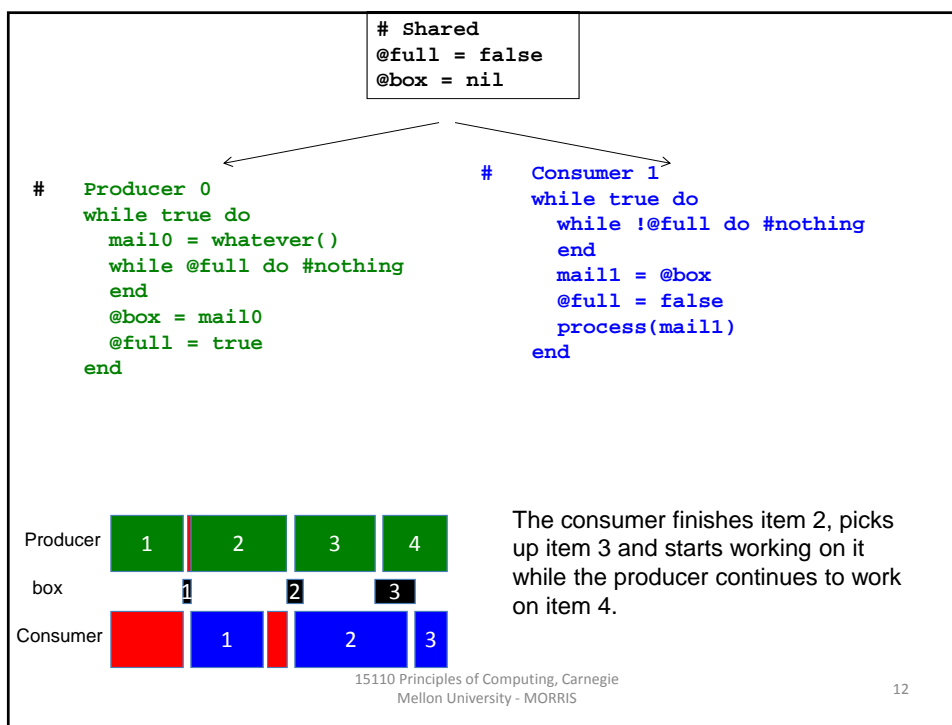 # Shared
@full = false
@box = nil
# Producer 0
while true do
mail0 = whatever()
while @full do #nothing
end
@box = mail0
@full = true
end
# Consumer 1
while true do
while !@full do #nothing
end
mail1 = @box
@full = false
process(mail1)
end
Producer 1 2 3 4
box 1 2 3
Consumer 1 2 3
The consumer finishes item 2, picks
up item 3 and starts working on it
while the producer continues to work
on item 4.
15110 Principles of Computing, Carnegie
Mellon University - MORRIS
12